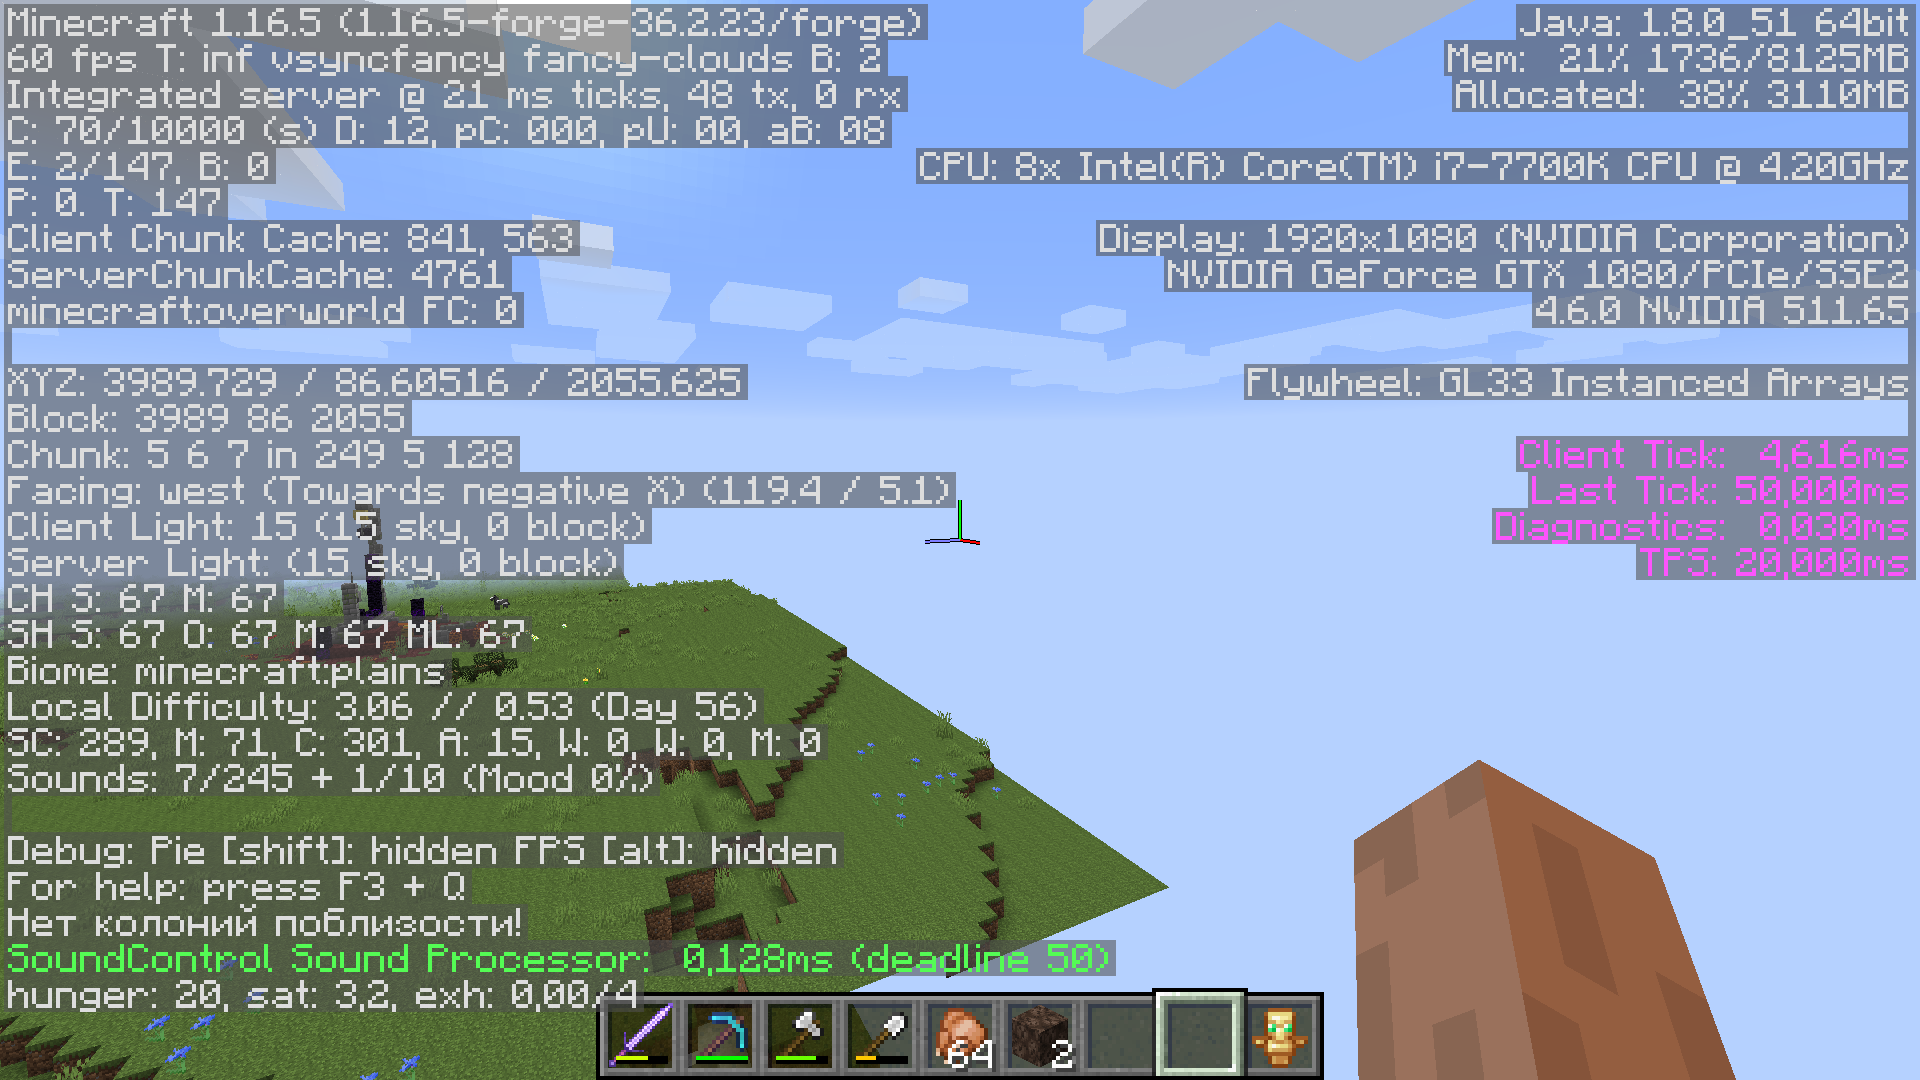 Minecraft 1.16.5 (1.16.5-forge-36.2.23/forge)
60 fps T: inf vsyncfancy fancy-clouds B: 2
Integrated server @ 21 ms ticks, 48 tx, 0 rx
C: 70/10000 (s) D: 12, pC: 000, pU: 00, aB: 08
E: 2/147, B: 0
P: 0. T: 147
Client Chunk Cache: 841, 563
ServerChunkCache: 4761
minecraft:overworld FC: 0
XYZ: 3989.729 / 86.60516 / 2055.625
Block: 3989 86 2055
Chunk: 5 6 7 in 249 5 128
Facing: west (Towards negative X) (119.4 / 5.1)
Client Light: 15 (15 sky, 0 block)
Server Light: (15 sky, 0 block)
CH S: 67 M: 67
SH S: 67 O: 67 M: 67 ML: 67
Biome: minecraft:plains
Local Difficulty: 3.06 // 0.53 (Day 56)
SC: 289, M: 71, C: 301, A: 15, W: 0, W: 0, M: 0
Sounds: 7/245 + 1/10 (Mood 0%)
Debug: Pie [shift]: hidden FPS [alt]: hidden
For help: press F3 + Q
Нет колоний поблизости!
SoundControl Sound Processor: 0,128ms (deadline 50)
hunger: 20, sat: 3,2, exh: 0,00/4
Java: 1.8.0_51 64bit
Mem: 21% 1736/8125MB
Allocated: 38% 3110MB
CPU: 8x Intel(R) Core(TM) i7-7700K CPU @ 4.20GHz
Display: 1920x1080 (NVIDIA Corporation)
NVIDIA GeForce GTX 1080/PCIe/SSE2
4.6.0 NVIDIA 511.65
Flywheel: GL33 Instanced Arrays
Client Tick: 4,616ms
Last Tick: 50,000ms
Diagnostics: 0,030ms
TPS: 20,000ms
64
2